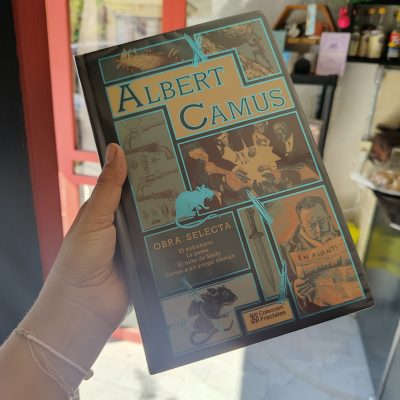 ALBERT
CAMUS
OBRA SELECTA
El extranjero
La peste
El mito de Sísifo
Cartas a un amigo alemán
EN AVANT!
Colección
Fractales